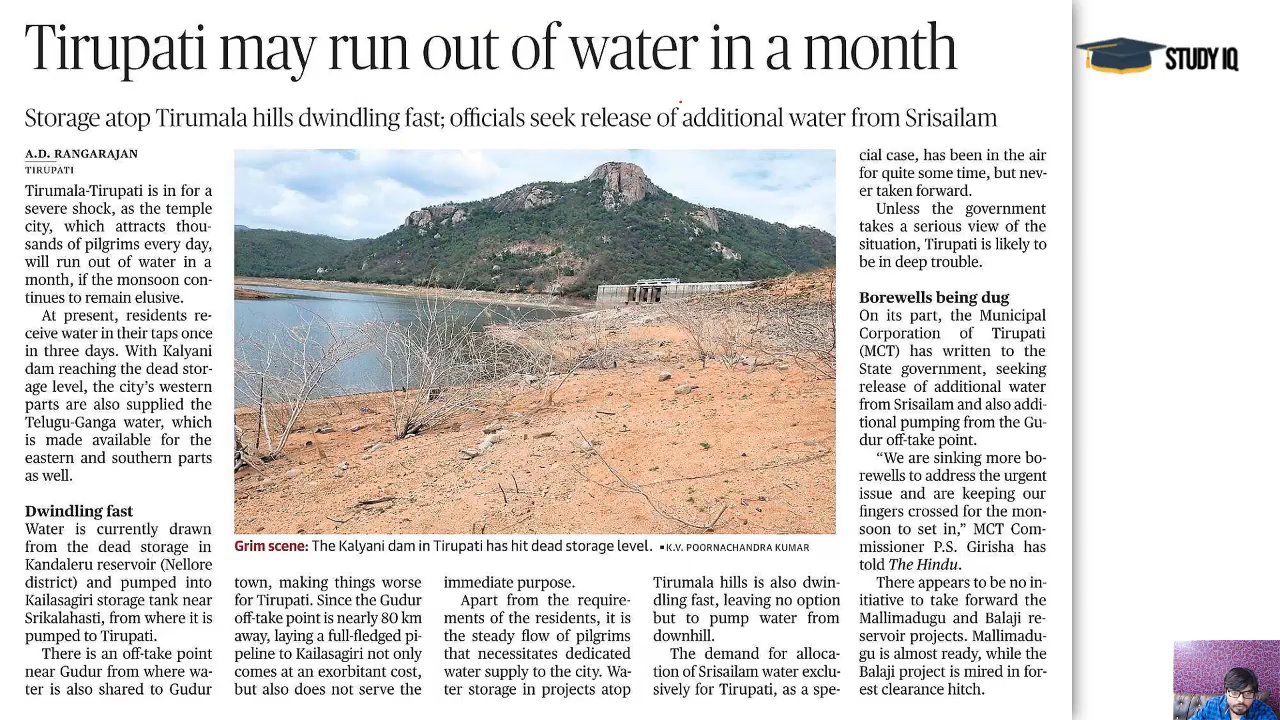 Tirupati may run out of water in a month
STUDY IQ
Storage atop Tirumala hills dwindling fast; officials seek release of additional water from Srisailam
A.D. RANGARAJAN
TIRUPATI
Tirumala-Tirupati is in for a
severe shock, as the temple
city, which attracts thou-
sands of pilgrims every day,
will run out of water in a
month, if the monsoon con-
tinues to remain elusive.
At present, residents re-
ceive water in their taps once
in three days. With Kalyani
dam reaching the dead stor-
age level, the city's western
parts are also supplied the
Telugu-Ganga water, which
is made available for the
eastern and southern parts
as well.
Dwindling fast
Water is currently drawn
from the dead storage in
Kandaleru reservoir (Nellore
district) and pumped into
Kailasagiri storage tank near
Srikalahasti, from where it is
pumped to Tirupati.
There is an off-take point
near Gudur from where wa-
ter is also shared to Gudur
Grim scene: The Kalyani dam in Tirupati has hit dead storage level. ▪K.V. POORNACHANDRA KUMAR
town, making things worse
for Tirupati. Since the Gudur
off-take point is nearly 80 km
away, laying a full-fledged pi-
peline to Kailasagiri not only
comes at an exorbitant cost,
but also does not serve the
immediate purpose.
Apart from the require-
ments of the residents, it is
the steady flow of pilgrims
that necessitates dedicated
water supply to the city. Wa-
ter storage in projects atop
Tirumala hills is also dwin-
dling fast, leaving no option
but to pump water from
downhill.
The demand for alloca-
tion of Srisailam water exclu-
sively for Tirupati, as a spe-
cial case, has been in the air
for quite some time, but nev-
er taken forward.
Unless the government
takes a serious view of the
situation, Tirupati is likely to
be in deep trouble.
Borewells being dug
On its part, the Municipal
Corporation of Tirupati
(MCT) has written to the
State government, seeking
release of additional water
from Srisailam and also addi-
tional pumping from the Gu-
dur off-take point.
"We are sinking more bo-
rewells to address the urgent
issue and are keeping our
fingers crossed for the mon-
soon to set in," MCT Com-
missioner P.S. Girisha has
told The Hindu.
There appears to be no in-
itiative to take forward the
Mallimadugu and Balaji re-
servoir projects. Mallimadu-
gu is almost ready, while the
Balaji project is mired in for-
est clearance hitch.